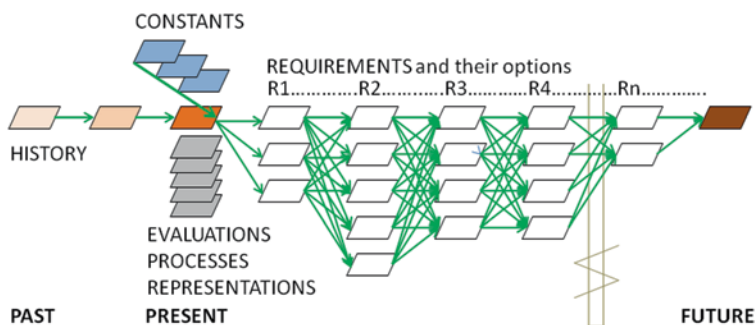 CONSTANTS
REQUIREMENTS and their options
R1............R2............R3............R4............Rn............
HISTORY
EVALUATIONS
PROCESSES
REPRESENTATIONS
PAST PRESENT FUTURE